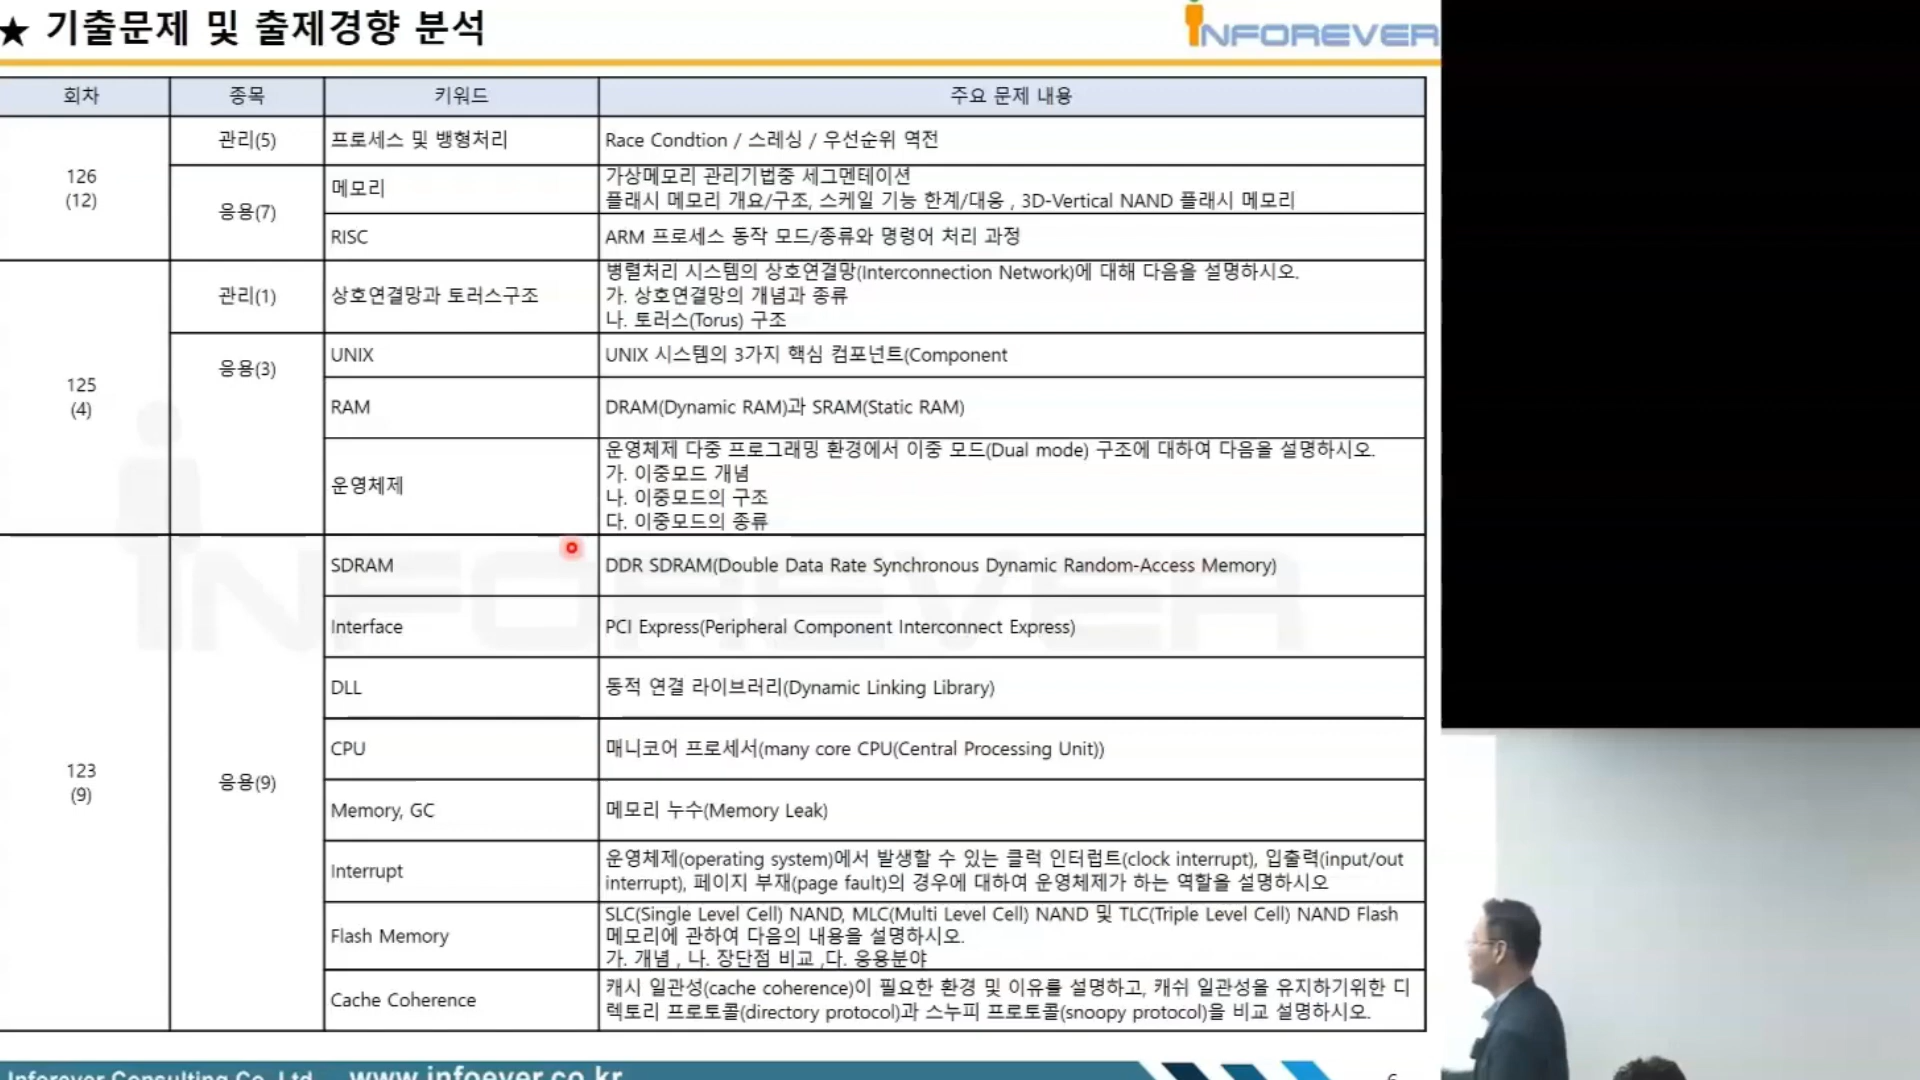 ★ 기출문제 및 출제경향 분석
INFOREVER
회차 종목 키워드 주요 문제 내용
126
(12)
관리(5) 프로세스 및 뱅형처리 Race Condtion / 스레싱 / 우선순위 역전
응용(7)
메모리
가상메모리 관리기법중 세그멘테이션
플래시 메모리 개요/구조, 스케일 기능 한계/대응 , 3D-Vertical NAND 플래시 메모리
RISC ARM 프로세스 동작 모드/종류와 명령어 처리 과정
125
(4)
관리(1) 상호연결망과 토러스구조
병렬처리 시스템의 상호연결망(Interconnection Network)에 대해 다음을 설명하시오.
가. 상호연결망의 개념과 종류
나. 토러스(Torus) 구조
응용(3)
UNIX UNIX 시스템의 3가지 핵심 컴포넌트(Component
RAM DRAM(Dynamic RAM)과 SRAM(Static RAM)
운영체제
운영체제 다중 프로그래밍 환경에서 이중 모드(Dual mode) 구조에 대하여 다음을 설명하시오.
가. 이중모드 개념
나. 이중모드의 구조
다. 이중모드의 종류
123
(9)
응용(9)
SDRAM DDR SDRAM(Double Data Rate Synchronous Dynamic Random-Access Memory)
Interface PCI Express(Peripheral Component Interconnect Express)
DLL 동적 연결 라이브러리(Dynamic Linking Library)
CPU 매니코어 프로세서(many core CPU(Central Processing Unit))
Memory, GC 메모리 누수(Memory Leak)
Interrupt
운영체제(operating system)에서 발생할 수 있는 클럭 인터럽트(clock interrupt), 입출력(input/out
interrupt), 페이지 부재(page fault)의 경우에 대하여 운영체제가 하는 역할을 설명하시오
Flash Memory
SLC(Single Level Cell) NAND, MLC(Multi Level Cell) NAND 및 TLC(Triple Level Cell) NAND Flash
메모리에 관하여 다음의 내용을 설명하시오.
가. 개념 , 나. 장단점 비교 ,다. 응용분야
Cache Coherence
캐시 일관성(cache coherence)이 필요한 환경 및 이유를 설명하고, 캐쉬 일관성을 유지하기위한 디
렉토리 프로토콜(directory protocol)과 스누피 프로토콜(snoopy protocol)을 비교 설명하시오.
INFOREVER
Inforever Consulting Co. Ltd www.infoever.co.kr
6